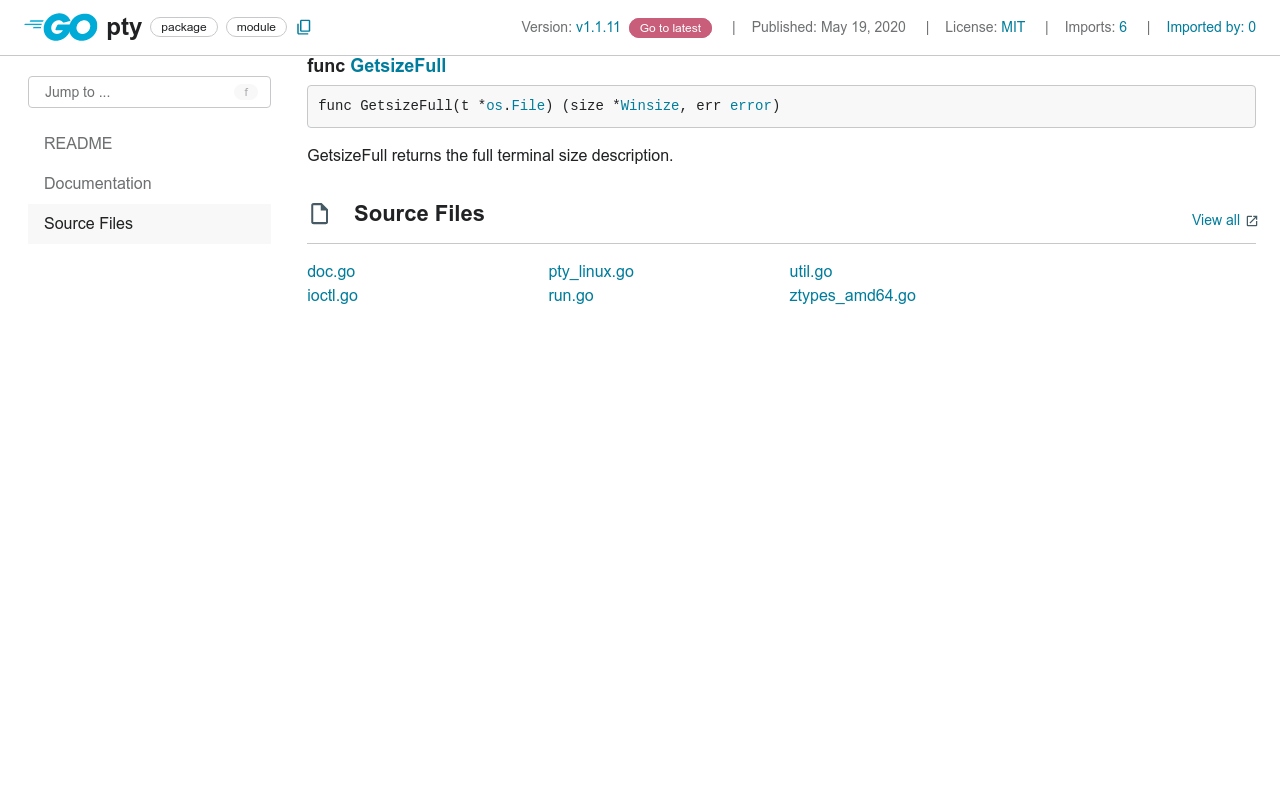 GO pty package module Version: v1.1.11 Go to latest | Published: May 19, 2020 | License: MIT | Imports: 6 | Imported by: 0
func GetsizeFull
Jump to ... f
func GetsizeFull(t *os.File) (size *Winsize, err error)
README
GetsizeFull returns the full terminal size description.
Documentation
Source Files
Source Files View all
doc.go pty_linux.go util.go
ioctl.go run.go ztypes_amd64.go